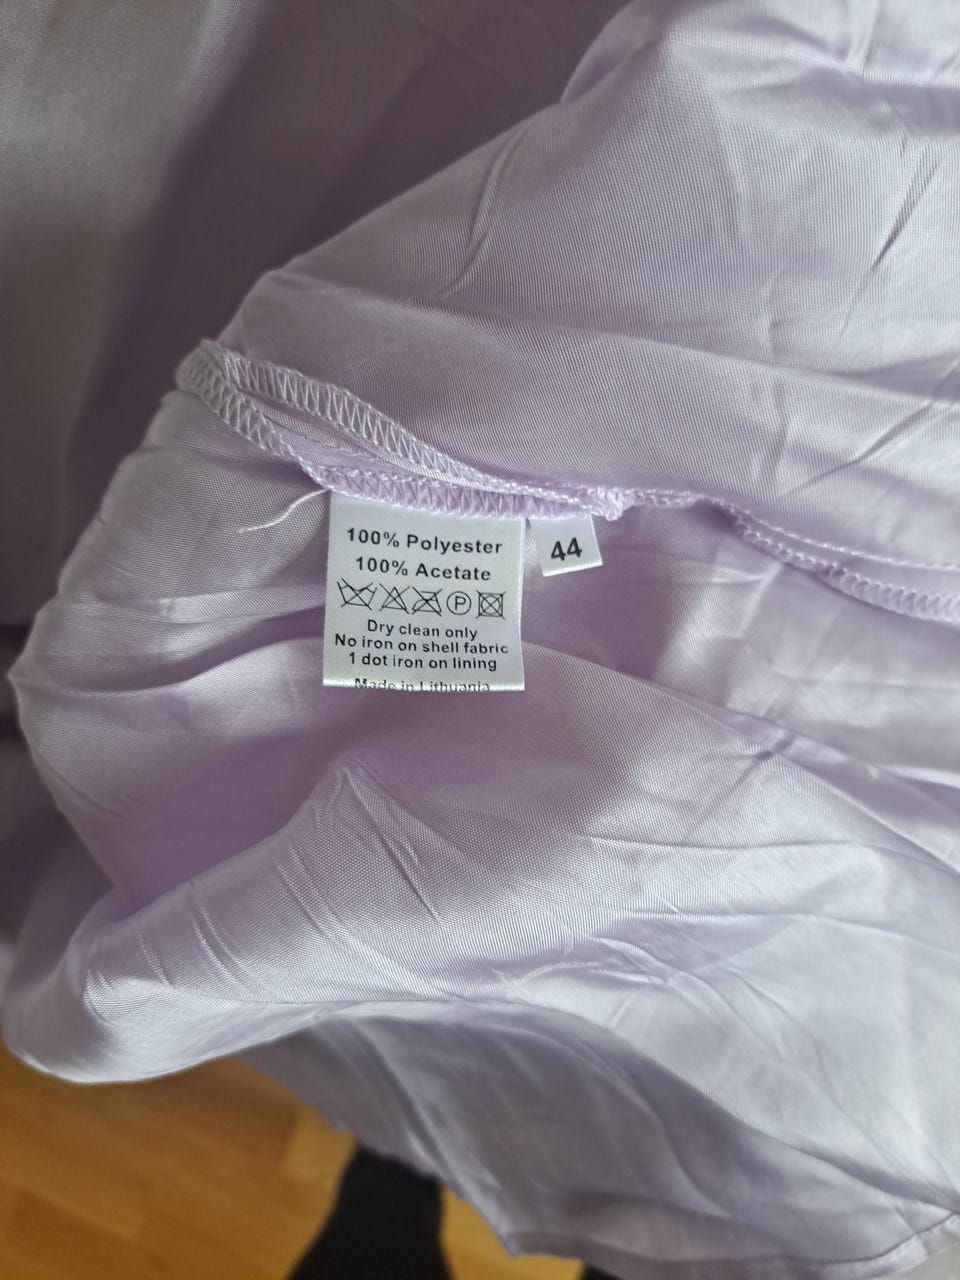 100% Polyester
100% Acetate
P
Dry clean only
No iron on shell fabric
1 dot iron on lining
Made in Lithuania
44